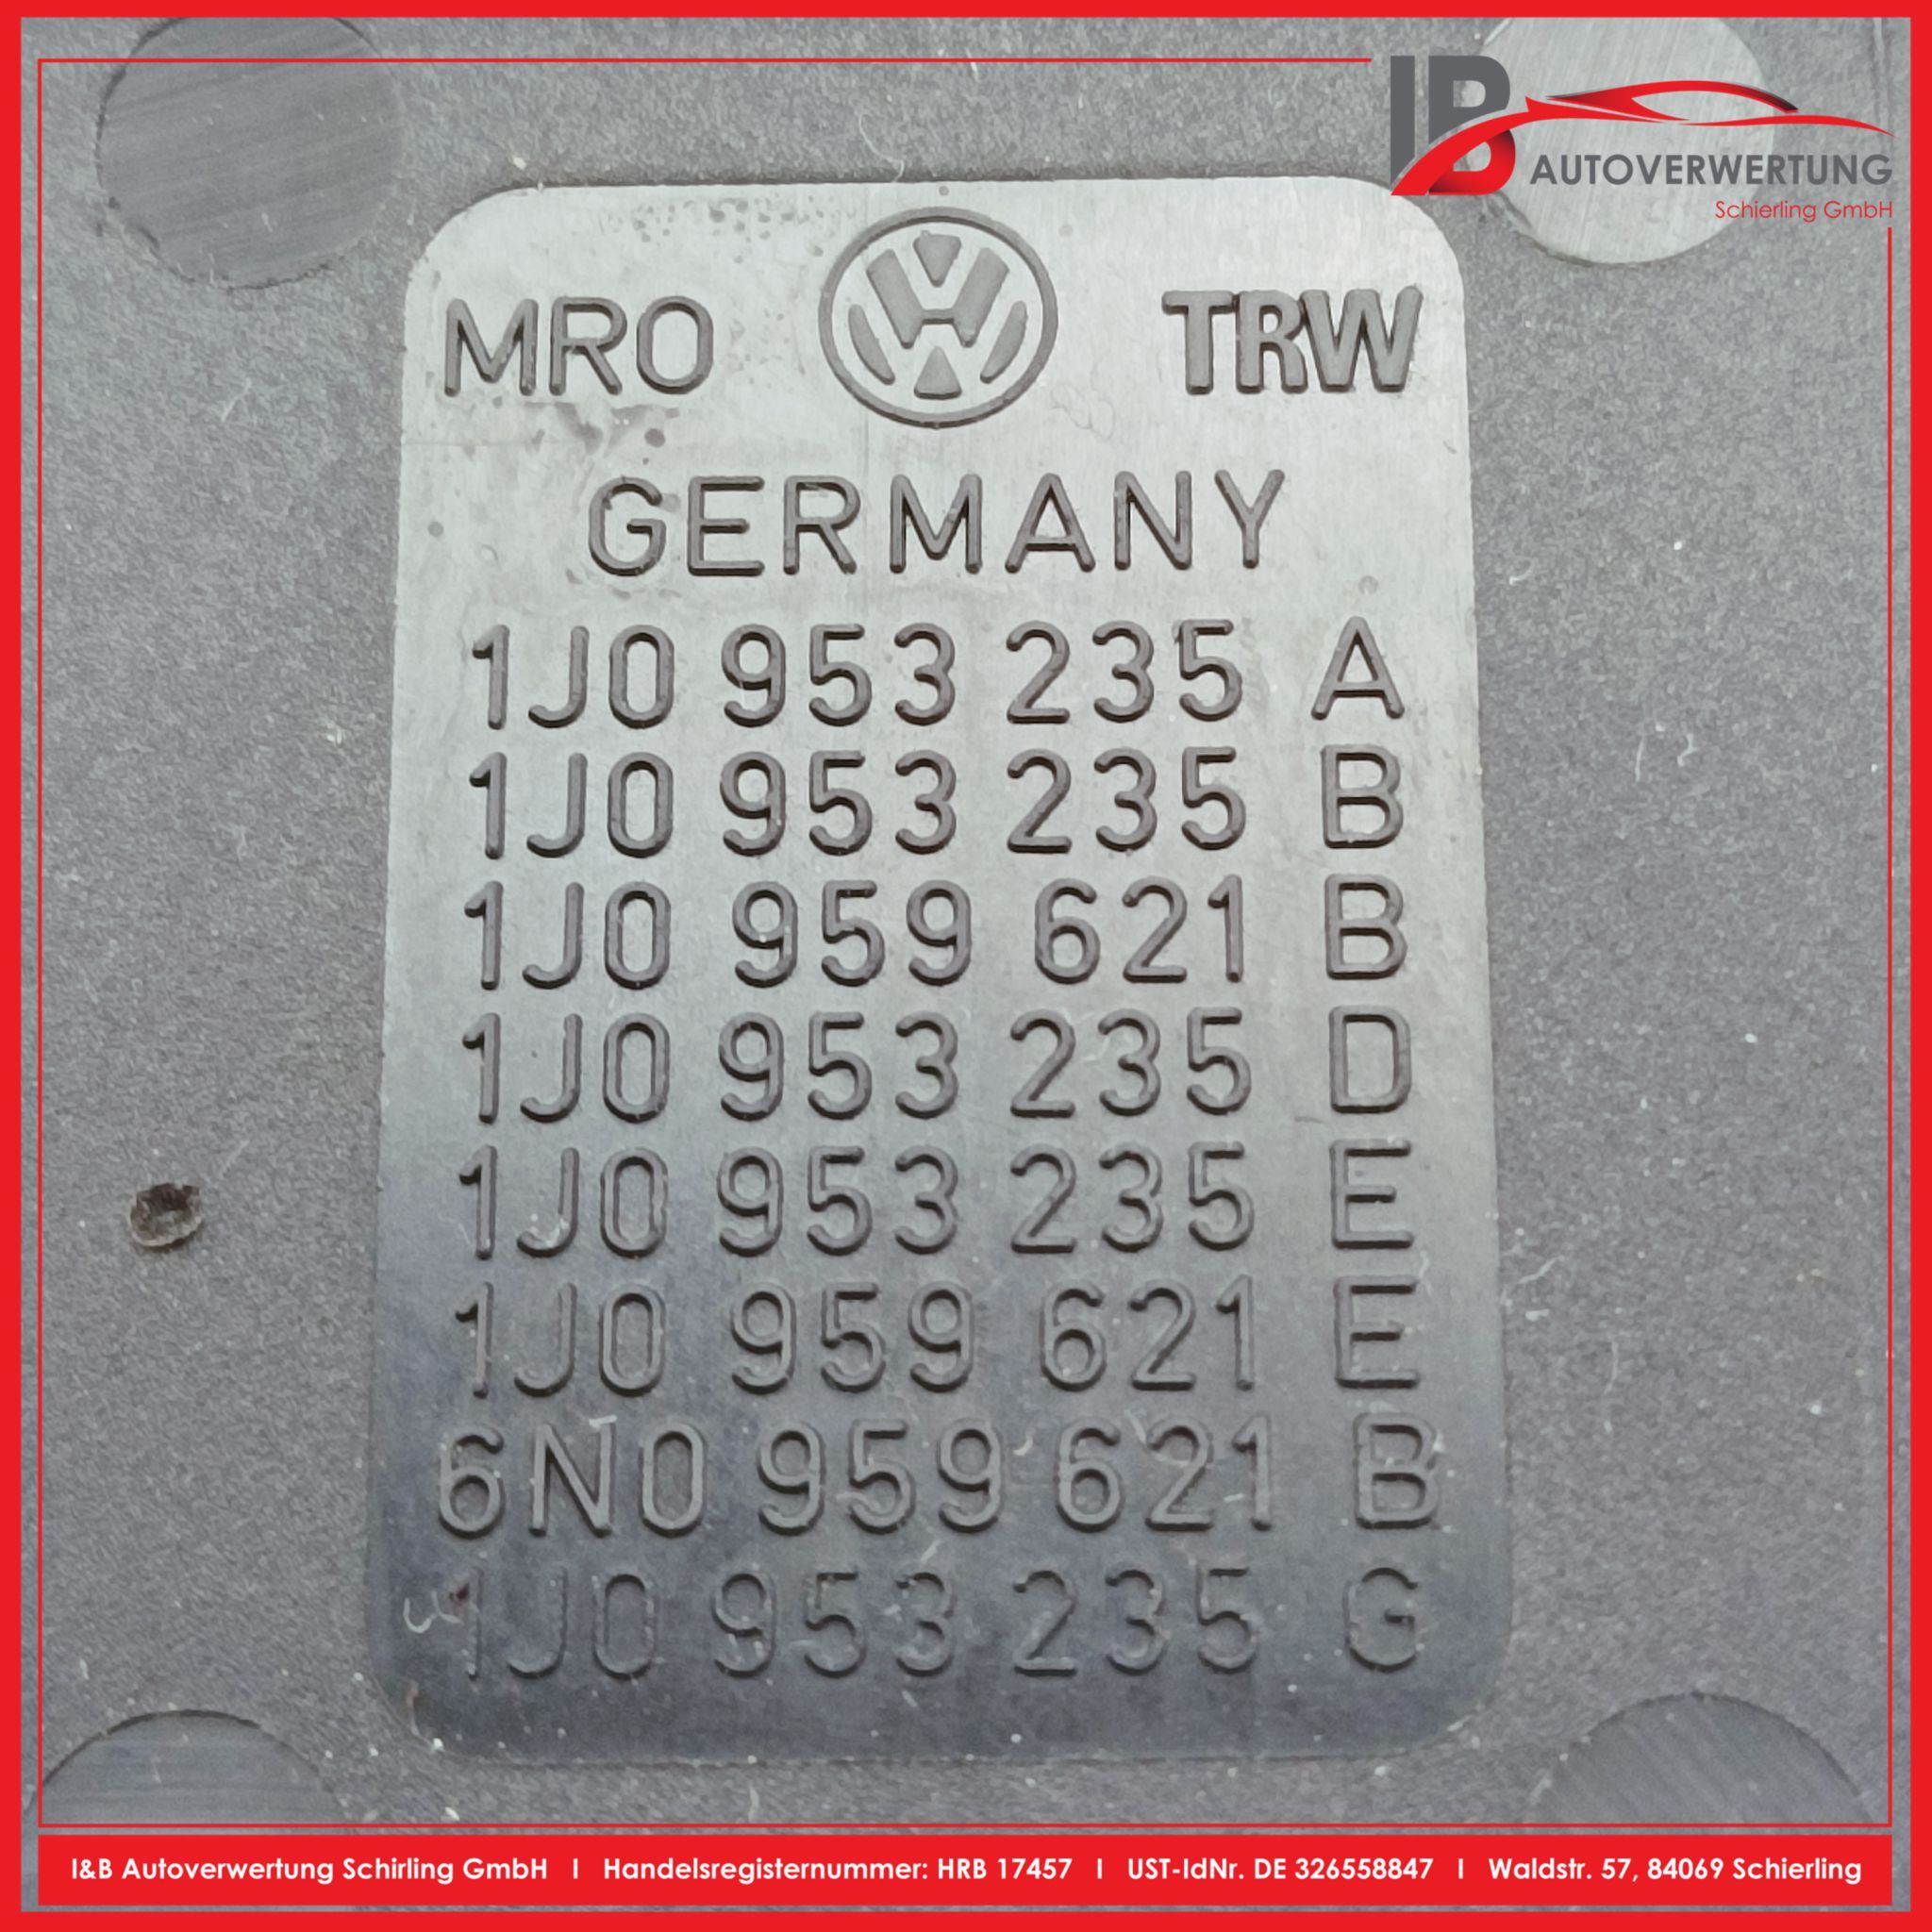 IB
AUTOVERWERTUNG
Schierling GmbH
MRO VW TRW
GERMANY
1J0 953 235 A
1J0 953 235 B
1J0 959 621 B
1J0 953 235 D
1J0 953 235 E
1J0 959 621 E
6N0 959 621 B
1J0 953 235 G
I&B Autoverwertung Schirling GmbH I Handelsregisternummer: HRB 17457 I UST-IdNr. DE 326558847 I Waldstr. 57, 84069 Schierling